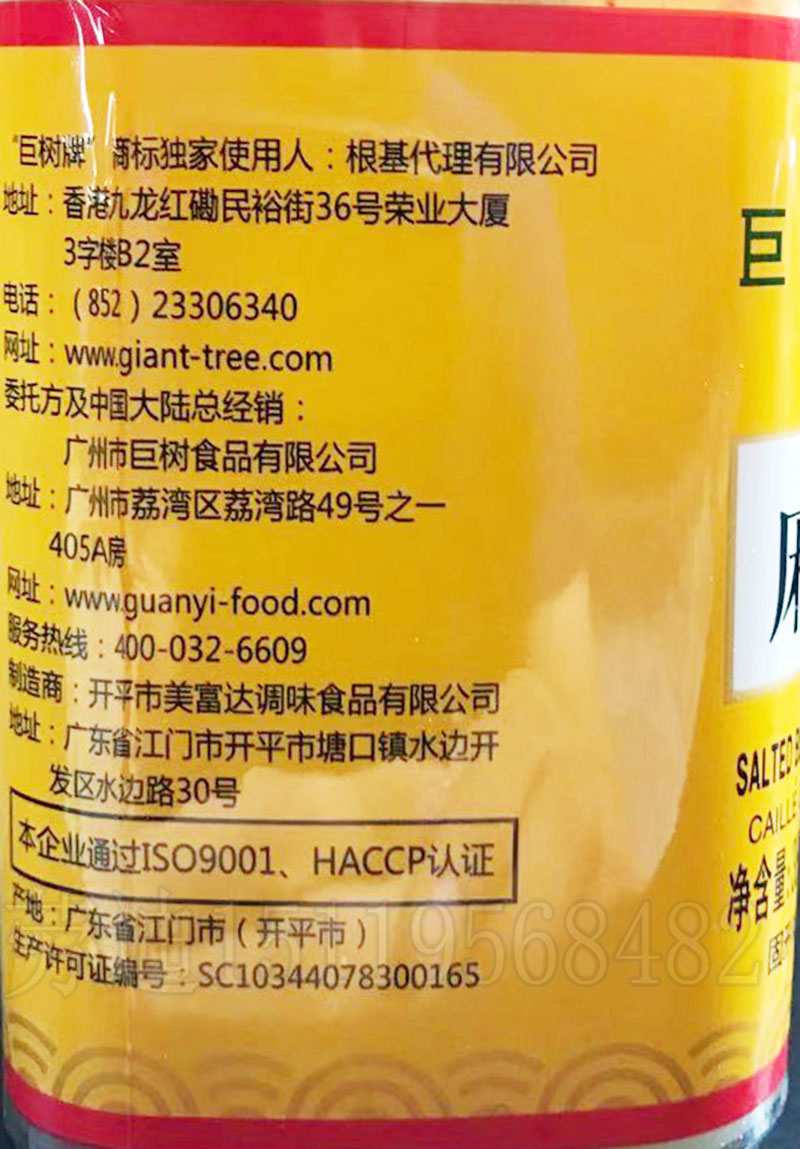 "巨树牌"商标独家使用人：根基代理有限公司
地址：香港九龙红磡民裕街36号荣业大厦
3字楼B2室
电话：（852）23306340
网址：www.giant-tree.com
委托方及中国大陆总经销：
广州市巨树食品有限公司
地址：广州市荔湾区荔湾路49号之一
405A房
网址：www.guanyi-food.com
服务热线：400-032-6609
制造商：开平市美富达调味食品有限公司
地址：广东省江门市开平市塘口镇水边开
发区水边路30号
本企业通过ISO9001、HACCP认证
产地：广东省江门市（开平市）
生产许可证编号：SC10344078300165
15119568482
巨
SALTED
CAILLE
净含量: